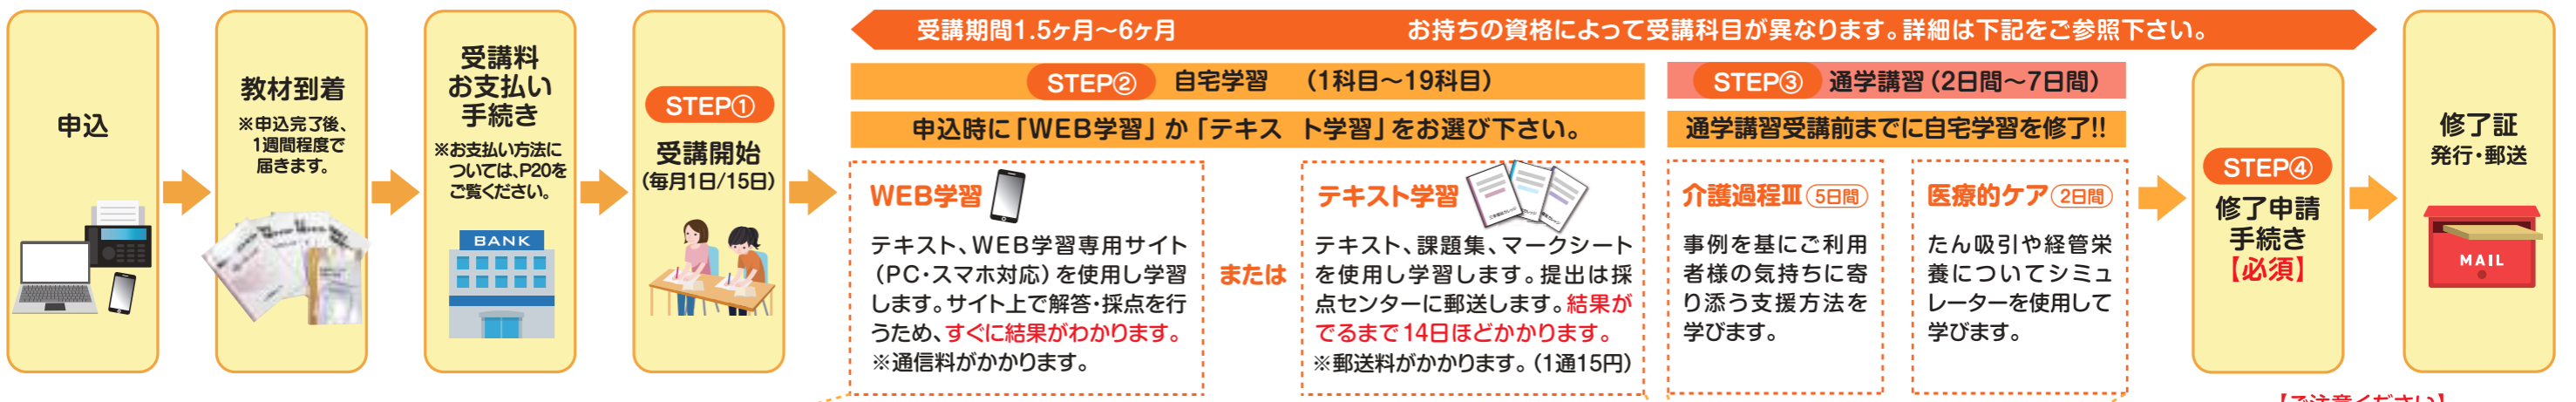 申込
教材到着
※申込完了後、
1週間程度で
届きます。
受講料
お支払い
手続き
※お支払い方法に
ついては、P20を
ご覧ください。
BANK
STEP①
受講開始
(毎月1日/15日)
受講期間1.5ヶ月～6ヶ月 お持ちの資格によって受講科目が異なります。詳細は下記をご参照下さい。
STEP② 自宅学習 (1科目～19科目)
申込時に「WEB学習」か「テキス ト学習」をお選び下さい。
WEB学習
テキスト、WEB学習専用サイト
(PC・スマホ対応)を使用し学習
します。サイト上で解答・採点を行
うため、すぐに結果がわかります。
※通信料がかかります。
または
テキスト学習
テキスト、課題集、マークシート
を使用し学習します。提出は採
点センターに郵送します。結果が
でるまで14日ほどかかります。
※郵送料がかかります。(1通15円)
STEP③ 通学講習(2日間～7日間)
通学講習受講前までに自宅学習を修了!!
介護過程Ⅲ 5日間
事例を基にご利用
者様の気持ちに寄
り添う支援方法を
学びます。
医療的ケア 2日間
たん吸引や経管栄
養についてシミュ
レーターを使用して
学びます。
STEP④
修了申請
手続き
【必須】
修了証
発行・郵送
MAIL
【ご注意ください】